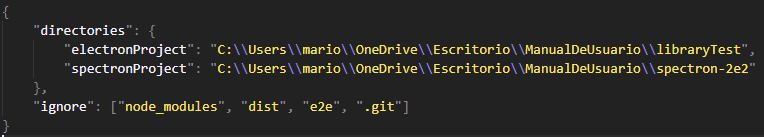 {
    "directories": {
        "electronProject": "C:\\Users\\mario\\OneDrive\\Escritorio\\ManualDeUsuario\\libraryTest",
        "spectronProject": "C:\\Users\\mario\\OneDrive\\Escritorio\\ManualDeUsuario\\spectron-2e2"
    },
    "ignore": ["node_modules", "dist", "e2e", ".git"]
}